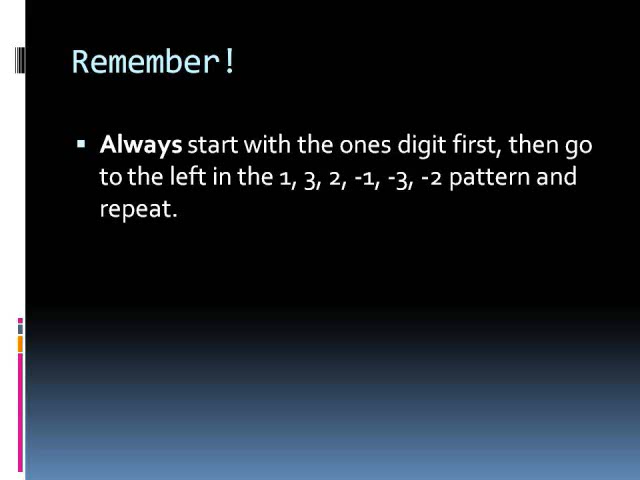 Remember!
Always start with the ones digit first, then go
to the left in the 1, 3, 2, -1, -3, -2 pattern and
repeat.